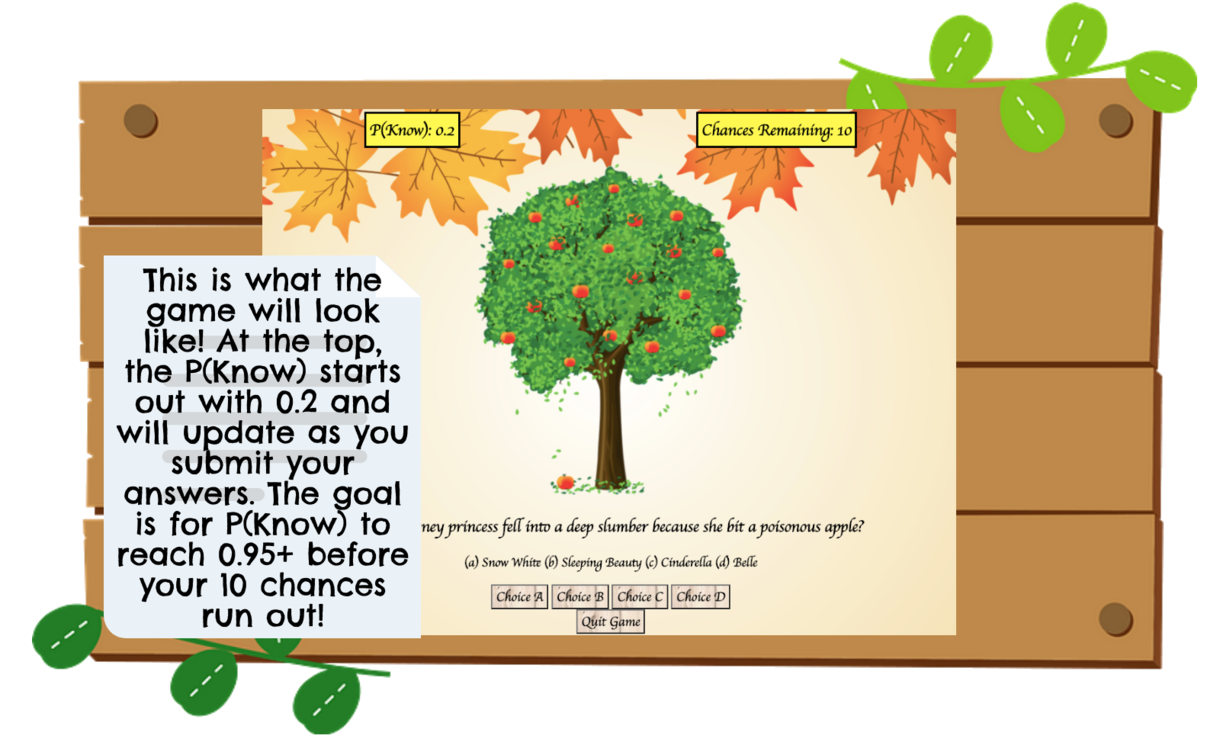 P(Know): 0.2
Chances Remaining: 10
This is what the
game will look
like! At the top,
the P(Know) starts
out with 0.2 and
will update as you
submit your
answers. The goal
is for P(Know) to
reach 0.95+ before
your 10 chances
run out!
princess fell into a deep slumber because she bit a poisonous apple?
(a) Snow White (b) Sleeping Beauty (c) Cinderella (d) Belle
Choice A Choice B Choice C Choice D
Quit Game